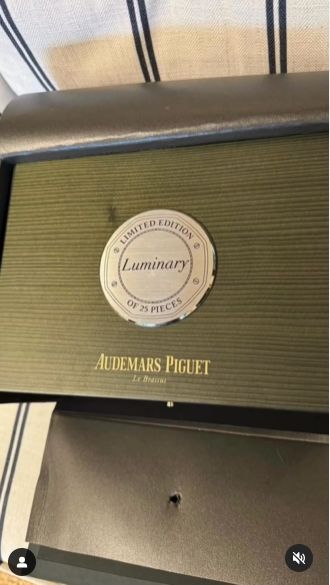 LIMITED EDITION
Luminary
OF 25 PIECES
AUDEMARS PIGUET
Le Brassus